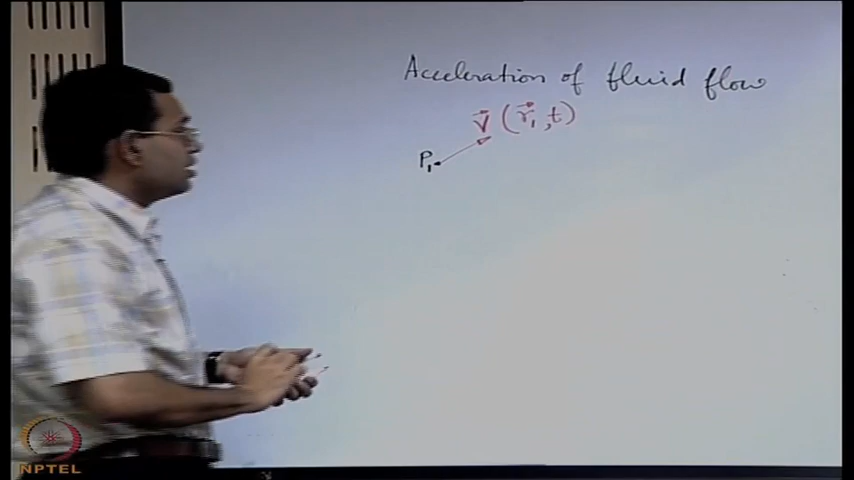 Acceleration of fluid flow
V⃗ (r⃗₁, t)
P₁
NPTEL